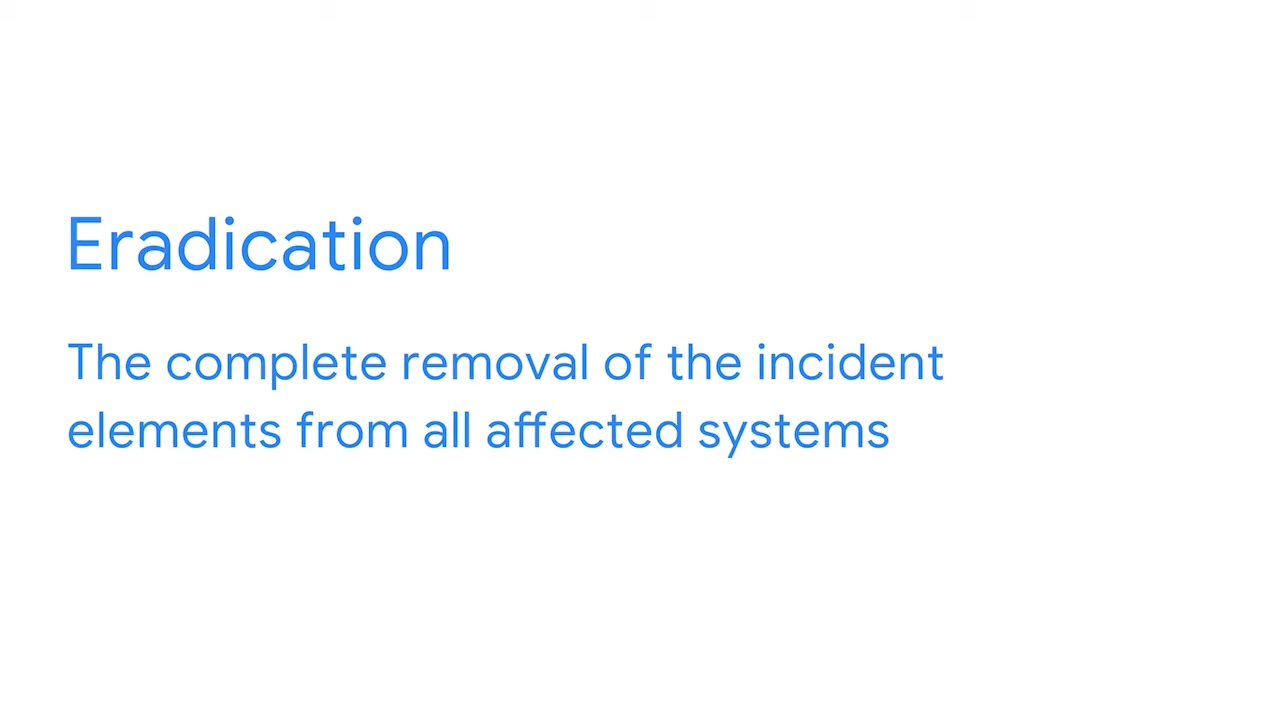 Eradication
The complete removal of the incident
elements from all affected systems